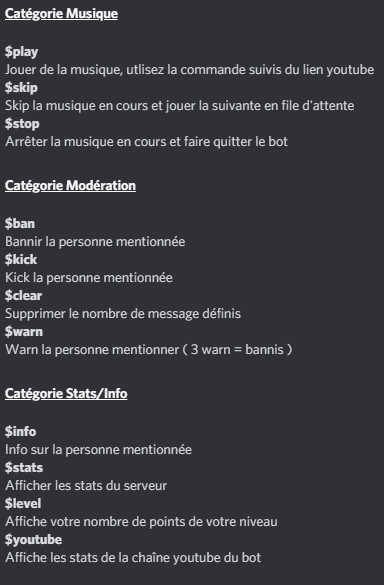 Catégorie Musique
$play
Jouer de la musique, utlisez la commande suivis du lien youtube
$skip
Skip la musique en cours et jouer la suivante en file d'attente
$stop
Arrêter la musique en cours et faire quitter le bot
Catégorie Modération
$ban
Bannir la personne mentionnée
$kick
Kick la personne mentionnée
$clear
Supprimer le nombre de message définis
$warn
Warn la personne mentionner ( 3 warn = bannis )
Catégorie Stats/Info
$info
Info sur la personne mentionnée
$stats
Afficher les stats du serveur
$level
Affiche votre nombre de points de votre niveau
$youtube
Affiche les stats de la chaîne youtube du bot